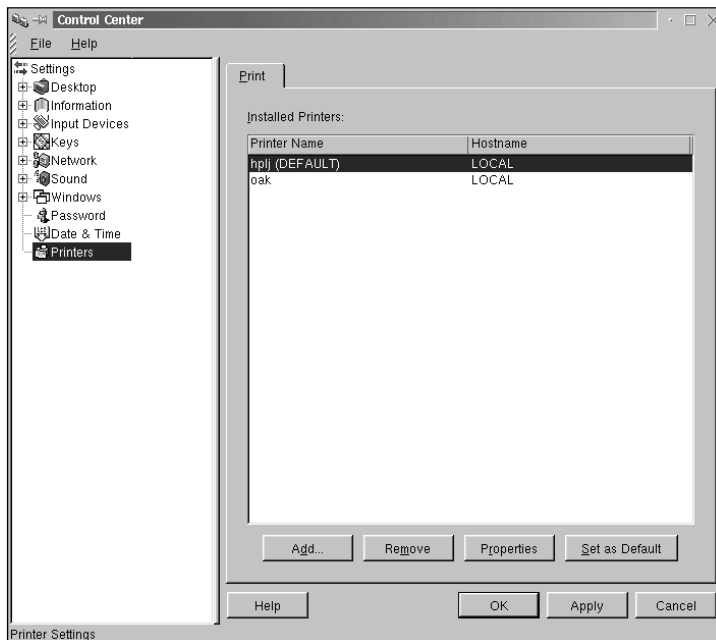 Control Center
File Help
Settings
Desktop
Information
Input Devices
Keys
Network
Sound
Windows
Password
Date & Time
Printers
Print
Installed Printers:
Printer Name Hostname
hplj (DEFAULT) LOCAL
oak LOCAL
Add... Remove Properties Set as Default
Help OK Apply Cancel
Printer Settings